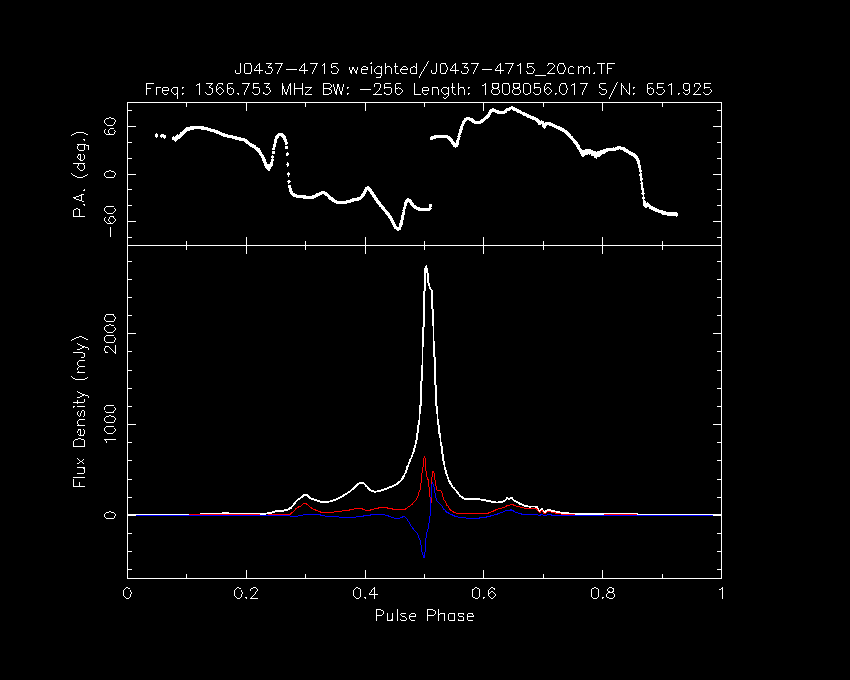 J0437-4715 weighted/J0437-4715_20cm.TF
Freq: 1366.753 MHz BW: -256 Length: 1808056.017 S/N: 651.925
P.A. (deg.)
60
0
-60
Flux Density (mJy)
2000
1000
0
0 0.2 0.4 0.6 0.8 1
Pulse Phase